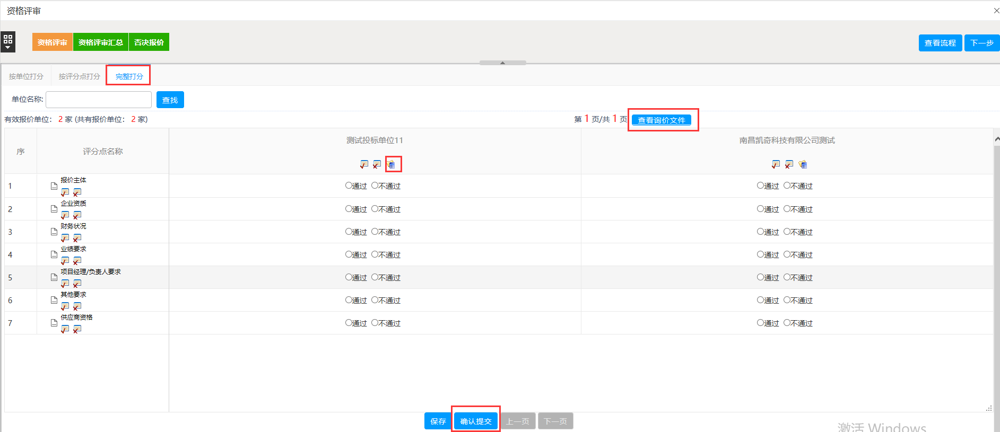 资格评审
资格评审 资格评审汇总 否决报价 查看流程 下一步
按单位打分 按评分点打分 完整打分
单位名称: 查找
有效报价单位: 2 家 (共有报价单位: 2 家) 第 1 页/共 1 页 查看询价文件
序 评分点名称 测试投标单位11 南昌凯奇科技有限公司测试
1 报价主体 通过 不通过 通过 不通过
2 企业资质 通过 不通过 通过 不通过
3 财务状况 通过 不通过 通过 不通过
4 业绩要求 通过 不通过 通过 不通过
5 项目经理/负责人要求 通过 不通过 通过 不通过
6 其他要求 通过 不通过 通过 不通过
7 供应商资格 通过 不通过 通过 不通过
保存 确认提交 上一页 下一页
激活 Windows